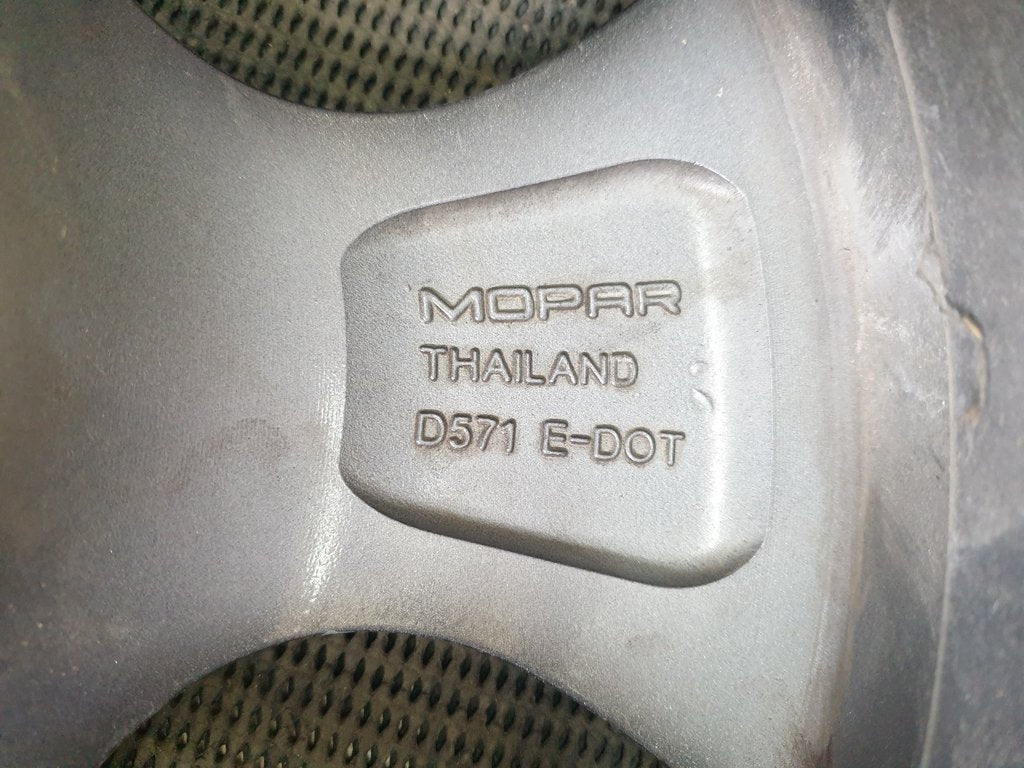 MOPAR
THAILAND
D571 E-DOT